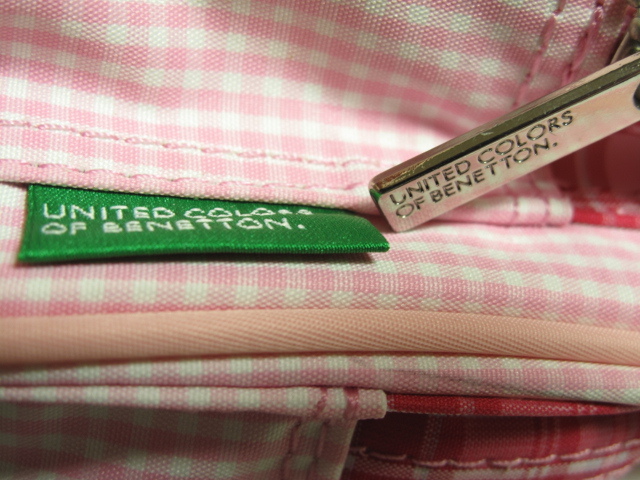 UNITED COLORS
OF BENETTON.
UNITED COLORS
OF BENETTON.